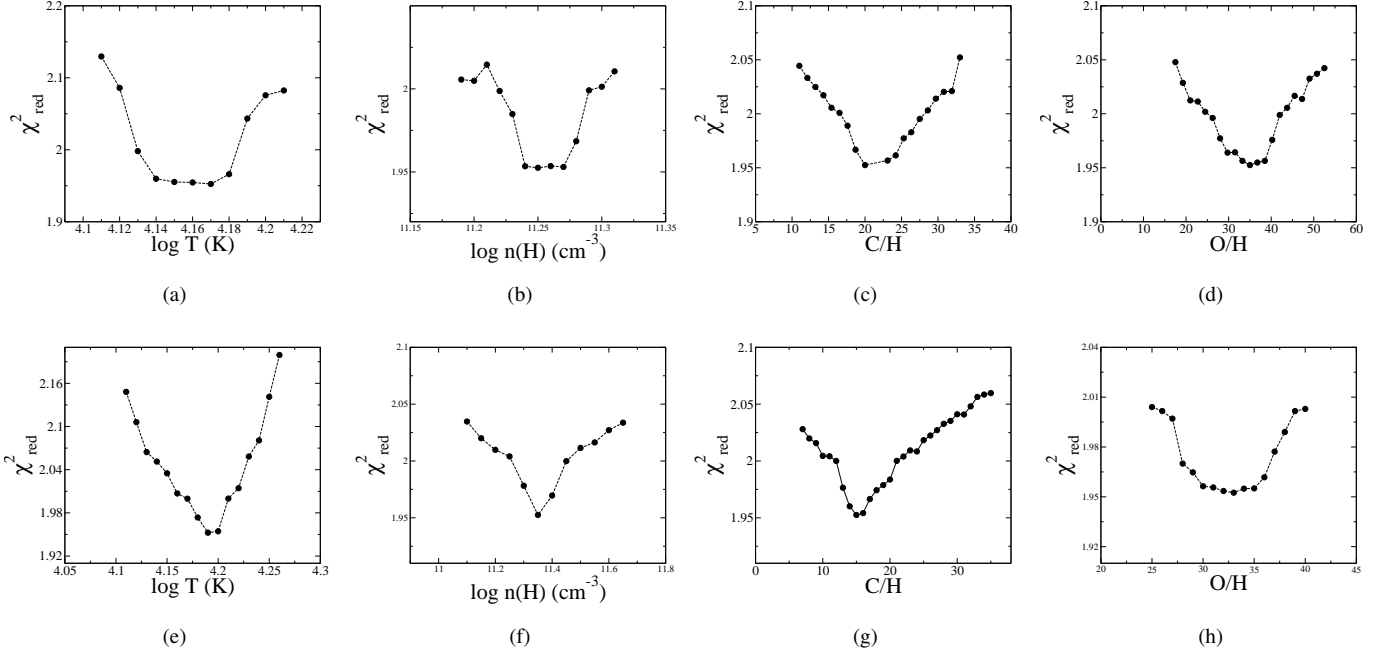 2.2
2.1
2
1.9
χ²red
4.1 4.12 4.14 4.16 4.18 4.2 4.22
log T (K)
(a)
2
1.95
χ²red
11.15 11.2 11.25 11.3 11.35
log n(H) (cm⁻³)
(b)
2.1
2.05
2
1.95
1.9
χ²red
5 10 15 20 25 30 35 40
C/H
(c)
2.1
2.05
2
1.95
1.9
χ²red
0 10 20 30 40 50 60
O/H
(d)
2.16
2.1
2.04
1.98
1.92
χ²red
4.05 4.1 4.15 4.2 4.25 4.3
log T (K)
(e)
2.1
2.05
2
1.95
χ²red
11 11.2 11.4 11.6 11.8
log n(H) (cm⁻³)
(f)
2.1
2.05
2
1.95
χ²red
0 10 20 30
C/H
(g)
2.04
2.01
1.98
1.95
1.92
χ²red
20 25 30 35 40 45
O/H
(h)